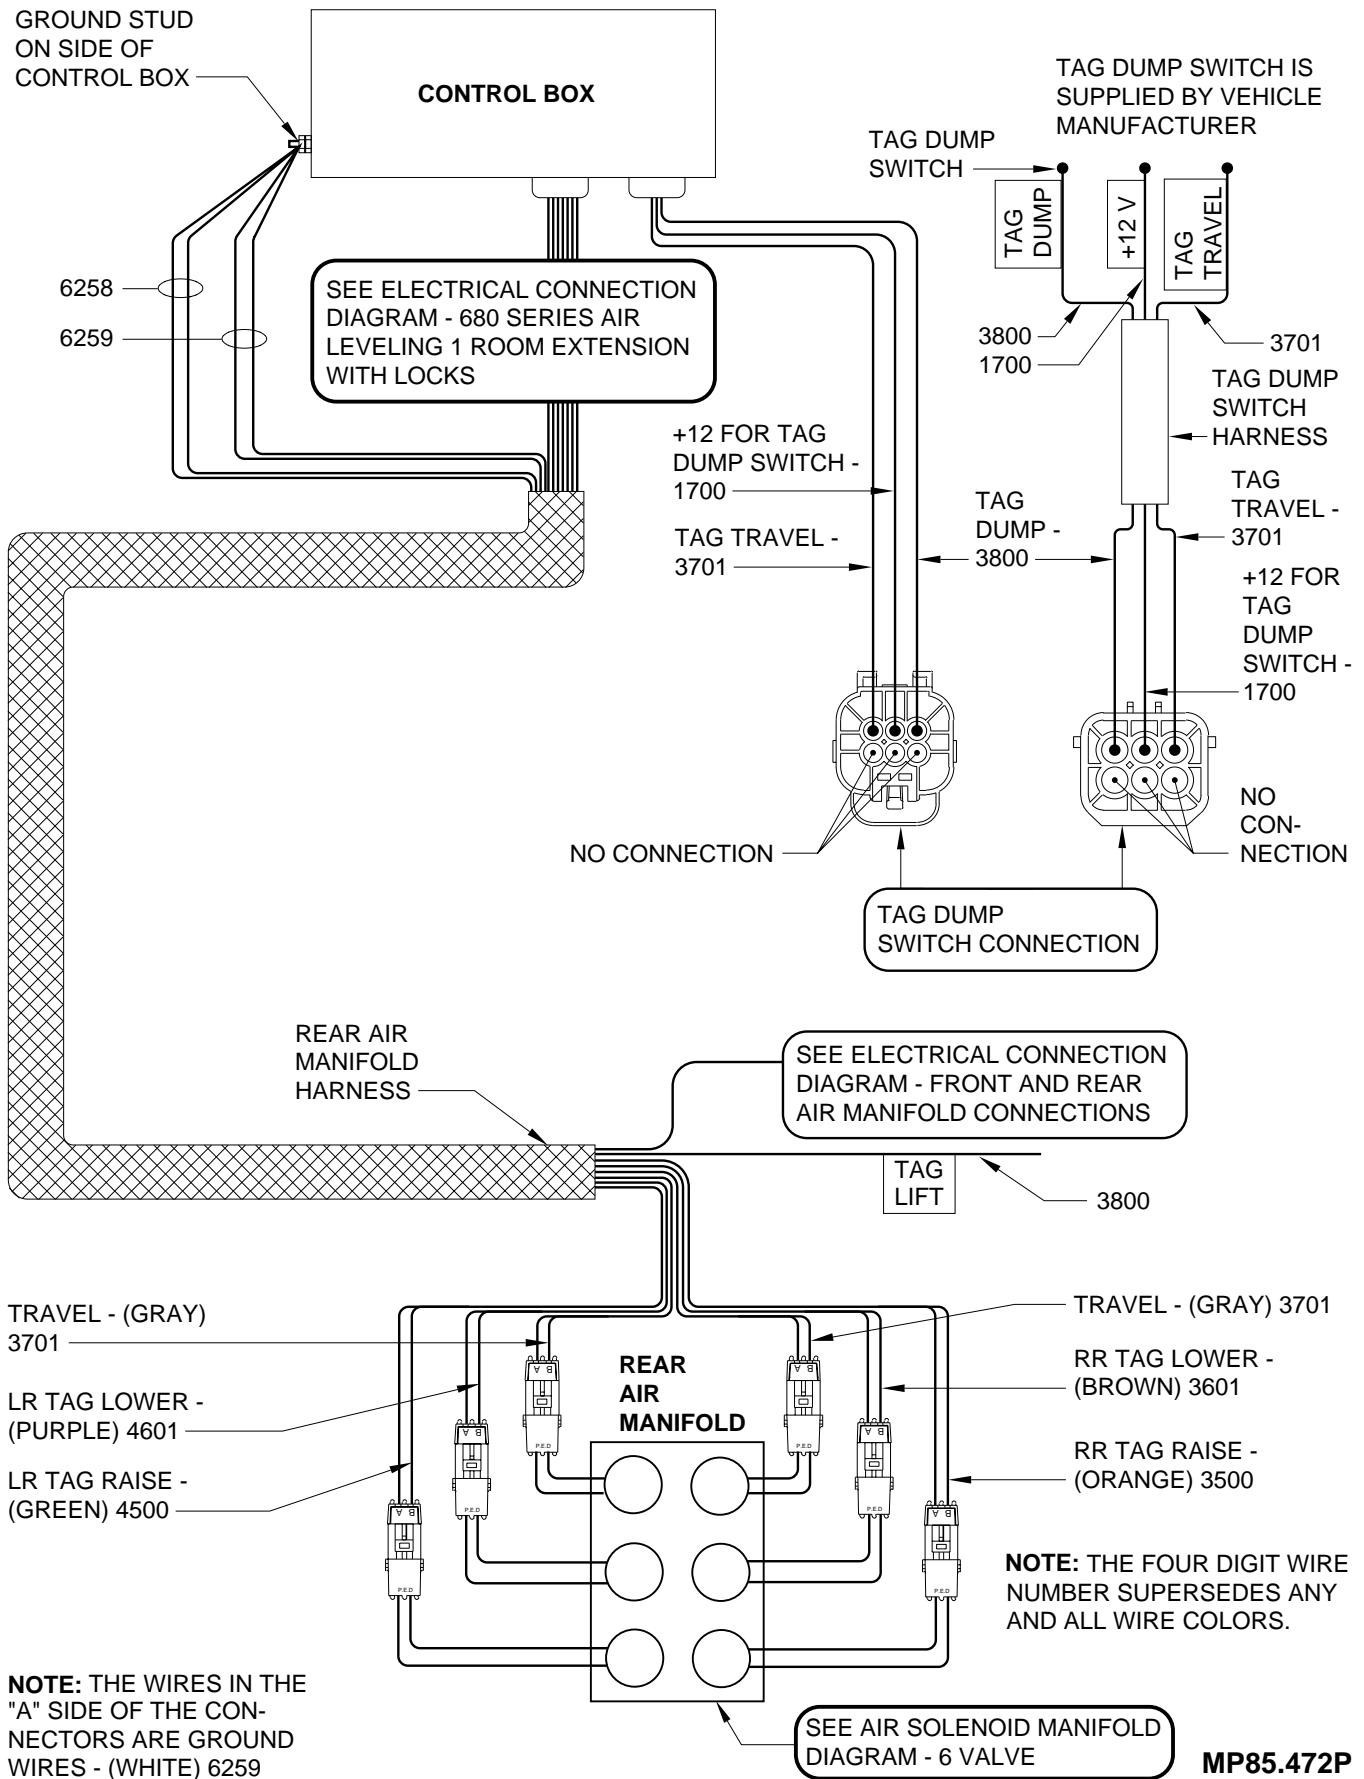 GROUND STUD
ON SIDE OF
CONTROL BOX
CONTROL BOX
TAG DUMP SWITCH IS
SUPPLIED BY VEHICLE
MANUFACTURER
TAG DUMP
SWITCH
TAG
DUMP
+12 V
TAG
TRAVEL
6258
6259
SEE ELECTRICAL CONNECTION
DIAGRAM - 680 SERIES AIR
LEVELING 1 ROOM EXTENSION
WITH LOCKS
3800
1700
3701
TAG DUMP
SWITCH
HARNESS
+12 FOR TAG
DUMP SWITCH -
1700
TAG TRAVEL -
3701
TAG
DUMP -
3800
TAG
TRAVEL -
3701
+12 FOR
TAG
DUMP
SWITCH -
1700
NO CONNECTION
NO
CON-
NECTION
TAG DUMP
SWITCH CONNECTION
REAR AIR
MANIFOLD
HARNESS
SEE ELECTRICAL CONNECTION
DIAGRAM - FRONT AND REAR
AIR MANIFOLD CONNECTIONS
TAG
LIFT
3800
TRAVEL - (GRAY)
3701
LR TAG LOWER -
(PURPLE) 4601
LR TAG RAISE -
(GREEN) 4500
REAR
AIR
MANIFOLD
TRAVEL - (GRAY) 3701
RR TAG LOWER -
(BROWN) 3601
RR TAG RAISE -
(ORANGE) 3500
A B
P.E.D
A B
P.E.D
A B
P.E.D
A B
P.E.D
A B
P.E.D
A B
P.E.D
NOTE: THE FOUR DIGIT WIRE
NUMBER SUPERSEDES ANY
AND ALL WIRE COLORS.
NOTE: THE WIRES IN THE
"A" SIDE OF THE CON-
NECTORS ARE GROUND
WIRES - (WHITE) 6259
SEE AIR SOLENOID MANIFOLD
DIAGRAM - 6 VALVE
MP85.472P